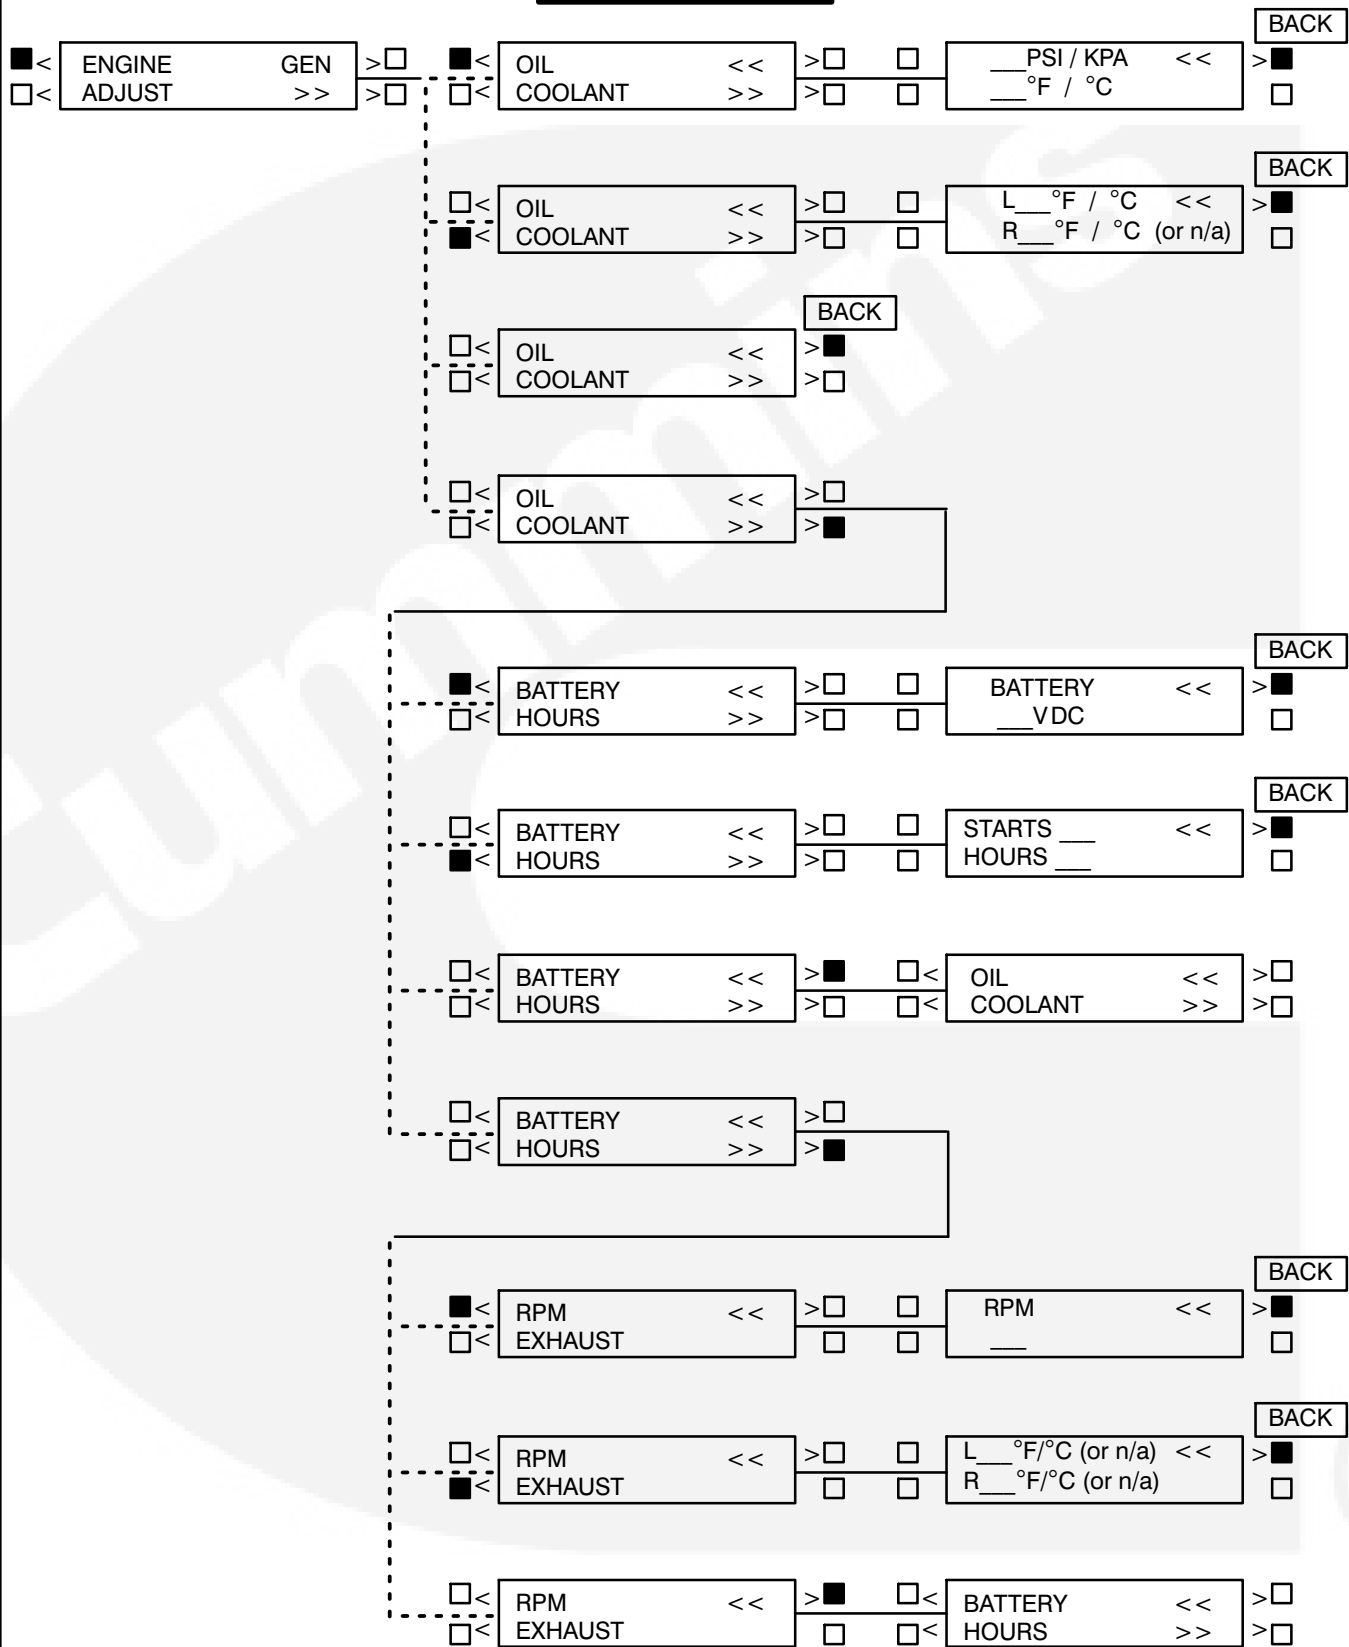 BACK
ENGINE GEN >
< ADJUST >> >
< OIL << >
< COOLANT >> >
___PSI / KPA << >
___°F / °C
BACK
< OIL << >
< COOLANT >> >
L___°F / °C << >
R___°F / °C (or n/a)
BACK
< OIL << >
< COOLANT >> >
< OIL << >
< COOLANT >> >
BACK
< BATTERY << >
< HOURS >> >
BATTERY << >
___VDC
BACK
< BATTERY << >
< HOURS >> >
STARTS ___ << >
HOURS ___
< BATTERY << >
< HOURS >> >
< OIL << >
< COOLANT >> >
< BATTERY << >
< HOURS >> >
BACK
< RPM << >
< EXHAUST
RPM << >
___
BACK
< RPM << >
< EXHAUST
L___°F/°C (or n/a) << >
R___°F/°C (or n/a)
< RPM << >
< EXHAUST
< BATTERY << >
< HOURS >> >
Cummins